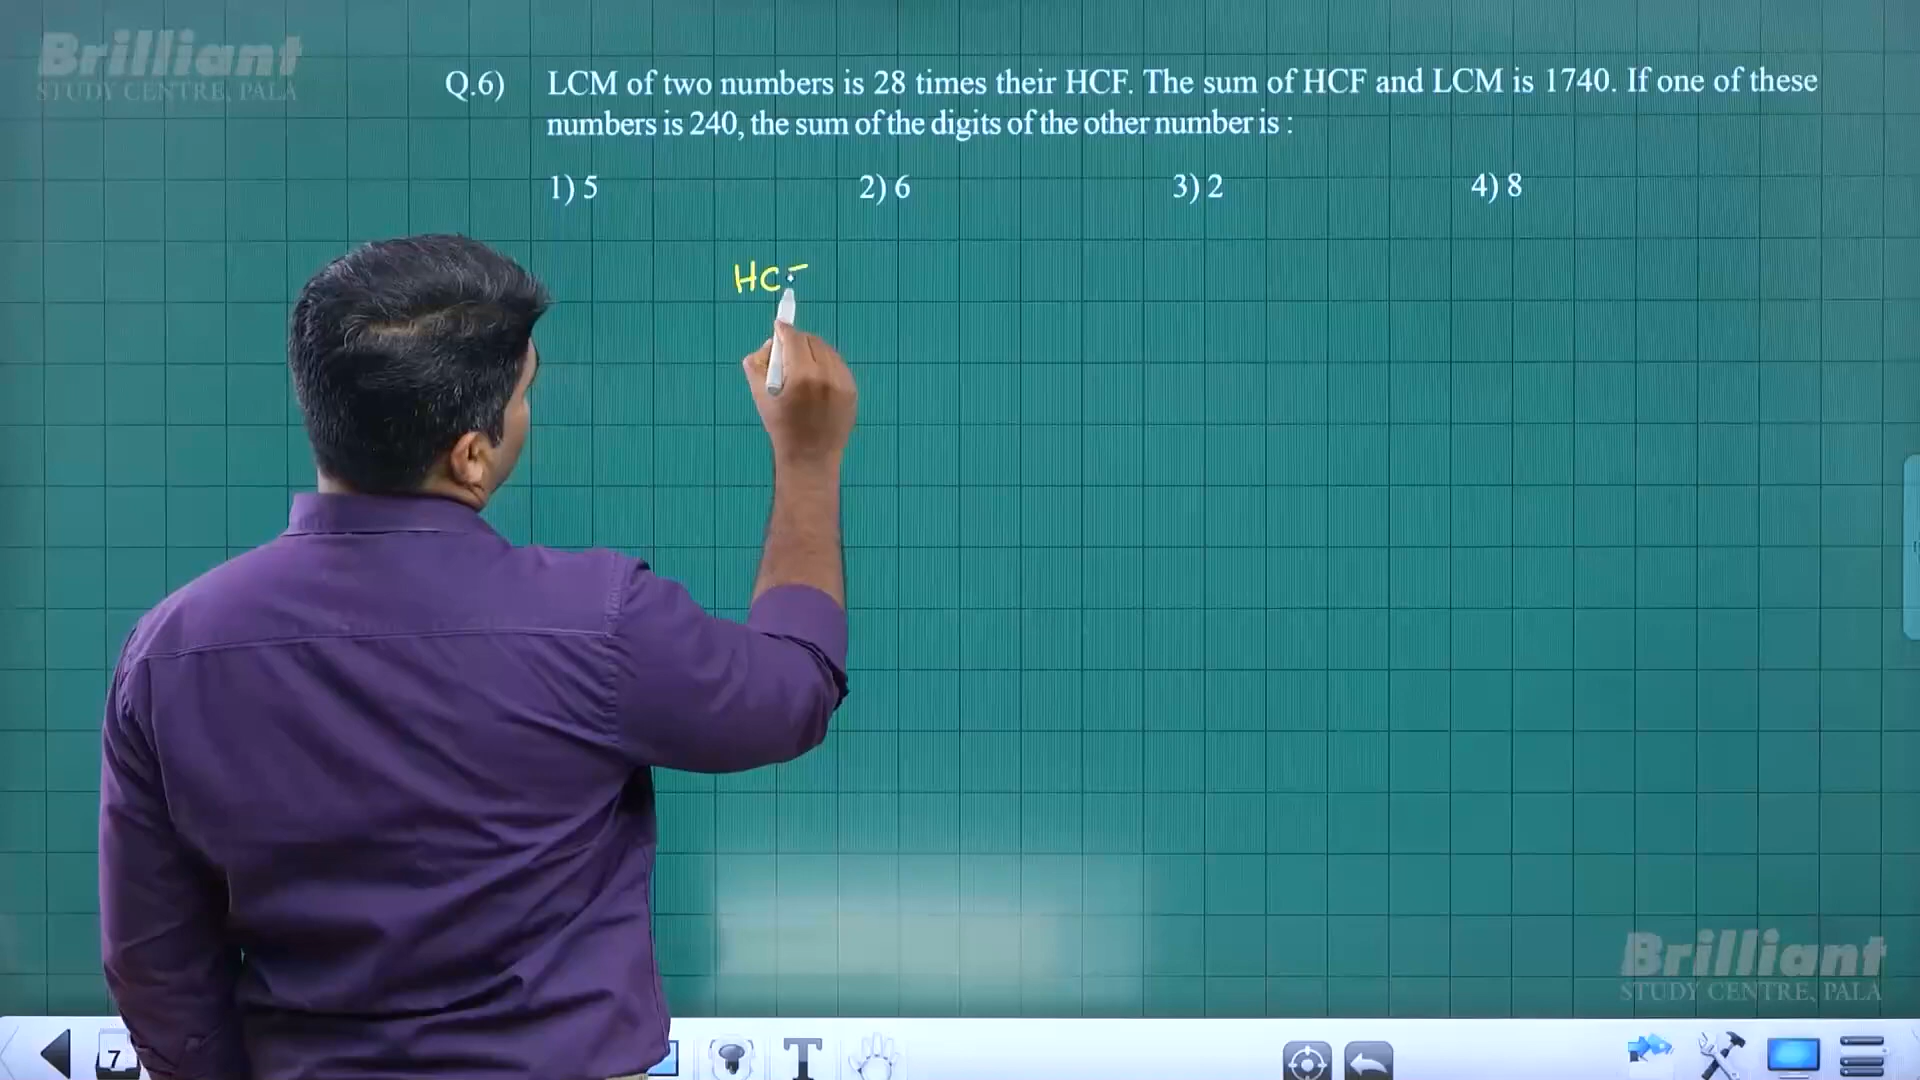 Brilliant
STUDY CENTRE, PALA
Q.6) LCM of two numbers is 28 times their HCF. The sum of HCF and LCM is 1740. If one of these
numbers is 240, the sum of the digits of the other number is :
1) 5 2) 6 3) 2 4) 8
HCF
Brilliant
STUDY CENTRE, PALA
7 T